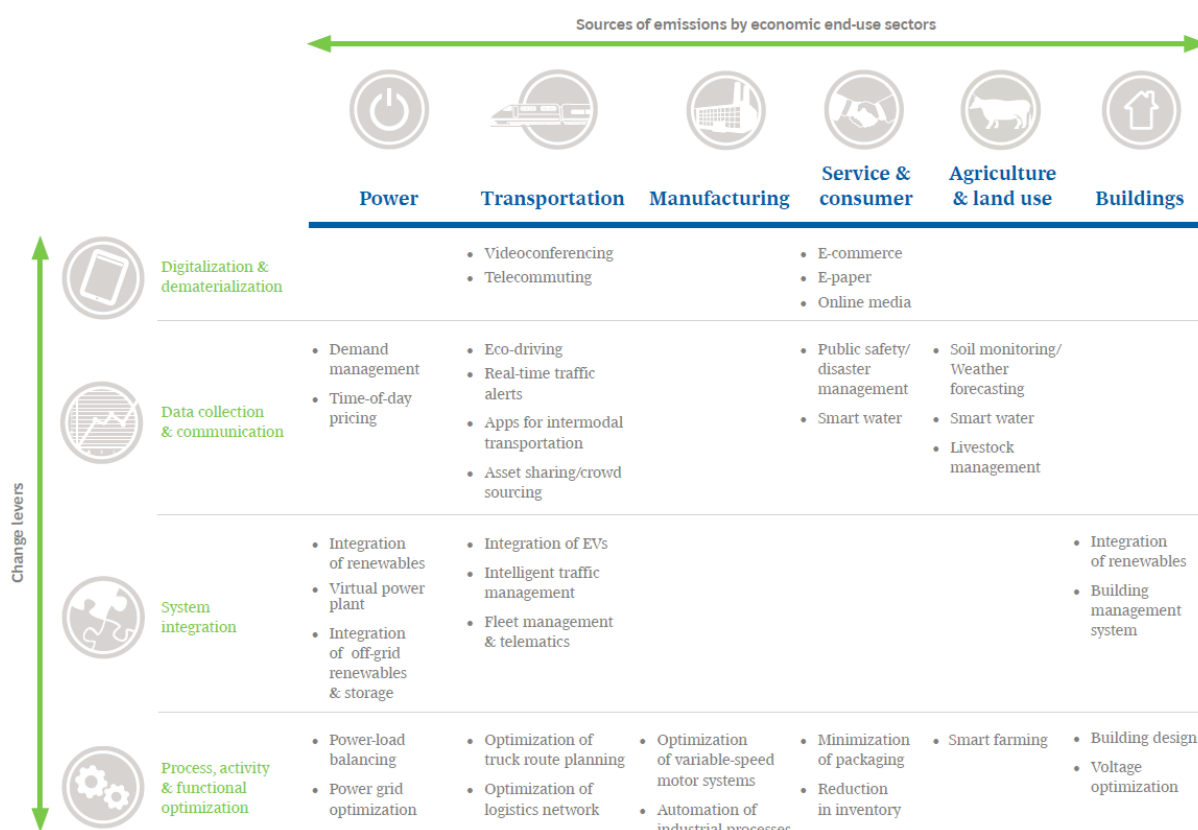 Sources of emissions by economic end-use sectors
Power
Transportation
Manufacturing
Service &
consumer
Agriculture
& land use
Buildings
Change levers
Digitalization &
dematerialization
• Videoconferencing
• Telecommuting
• E-commerce
• E-paper
• Online media
Data collection
& communication
• Demand
management
• Time-of-day
pricing
• Eco-driving
• Real-time traffic
alerts
• Apps for intermodal
transportation
• Asset sharing/crowd
sourcing
• Public safety/
disaster
management
• Smart water
• Soil monitoring/
Weather
forecasting
• Smart water
• Livestock
management
System
integration
• Integration
of renewables
• Virtual power
plant
• Integration
of off-grid
renewables
& storage
• Integration of EVs
• Intelligent traffic
management
• Fleet management
& telematics
• Integration
of renewables
• Building
management
system
Process, activity
& functional
optimization
• Power-load
balancing
• Power grid
optimization
• Optimization of
truck route planning
• Optimization of
logistics network
• Optimization
of variable-speed
motor systems
• Automation of
industrial processes
• Minimization
of packaging
• Reduction
in inventory
• Smart farming
• Building design
• Voltage
optimization